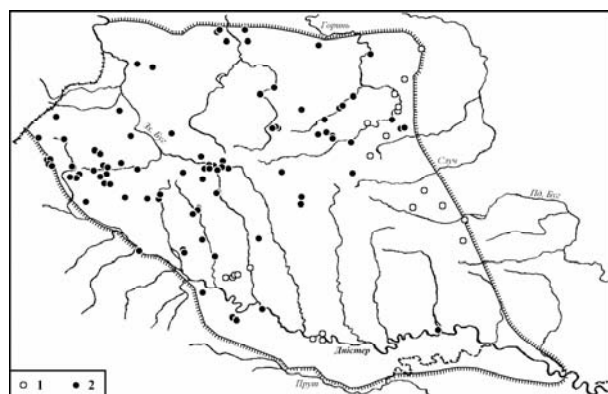 Горинь
Зх. Буг
Случ
Пд. Буг
Дністер
Прут
1 2